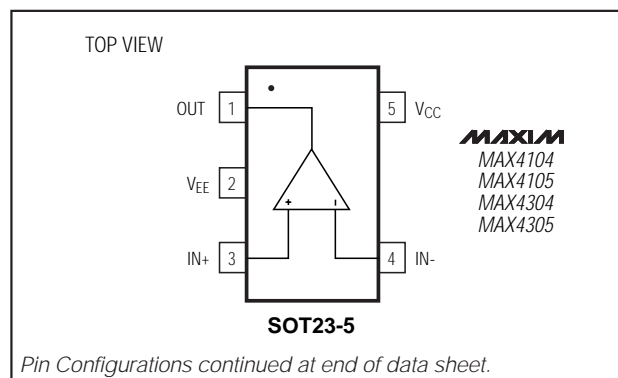 TOP VIEW
OUT 1
5 VCC
VEE 2
IN+ 3
4 IN-
+ -
MAXIM
MAX4104
MAX4105
MAX4304
MAX4305
SOT23-5
Pin Configurations continued at end of data sheet.